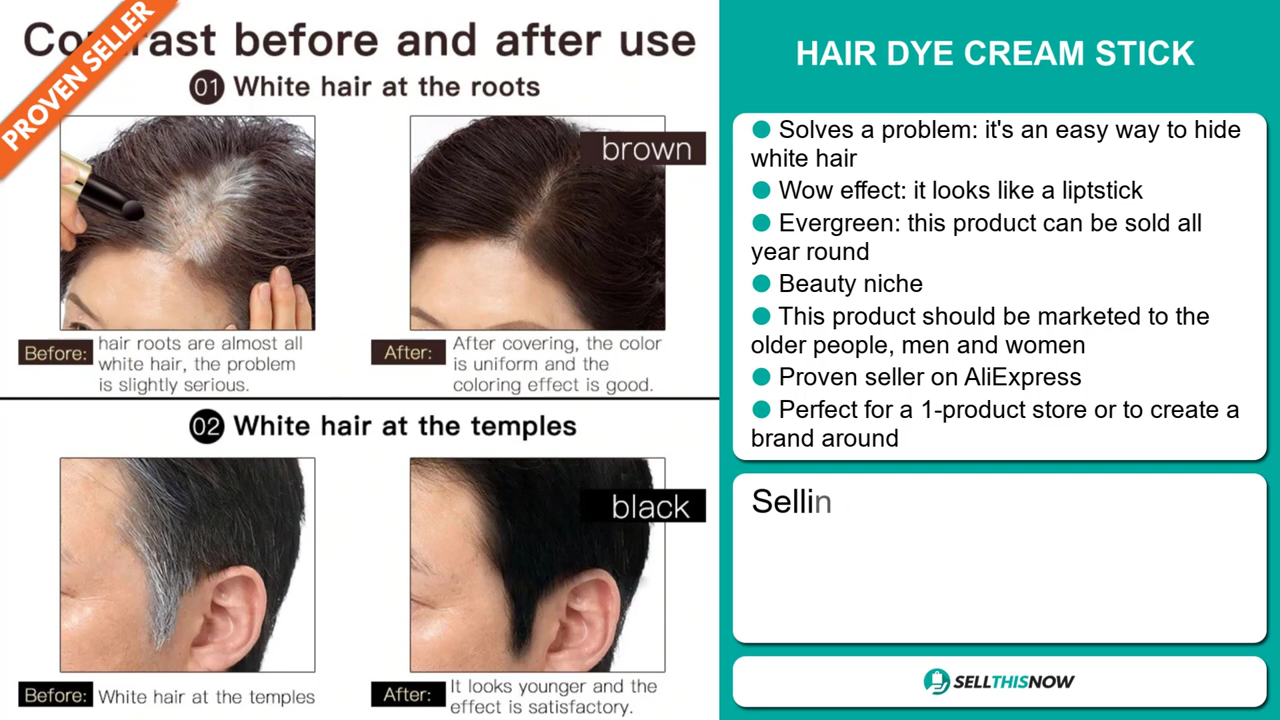 PROVEN SELLER
Contrast before and after use
01 White hair at the roots
brown
Before: hair roots are almost all
white hair, the problem
is slightly serious.
After: After covering, the color
is uniform and the
coloring effect is good.
02 White hair at the temples
black
Before: White hair at the temples
After: It looks younger and the
effect is satisfactory.
HAIR DYE CREAM STICK
● Solves a problem: it's an easy way to hide
white hair
● Wow effect: it looks like a liptstick
● Evergreen: this product can be sold all
year round
● Beauty niche
● This product should be marketed to the
older people, men and women
● Proven seller on AliExpress
● Perfect for a 1-product store or to create a
brand around
Sellin
SELLTHISNOW